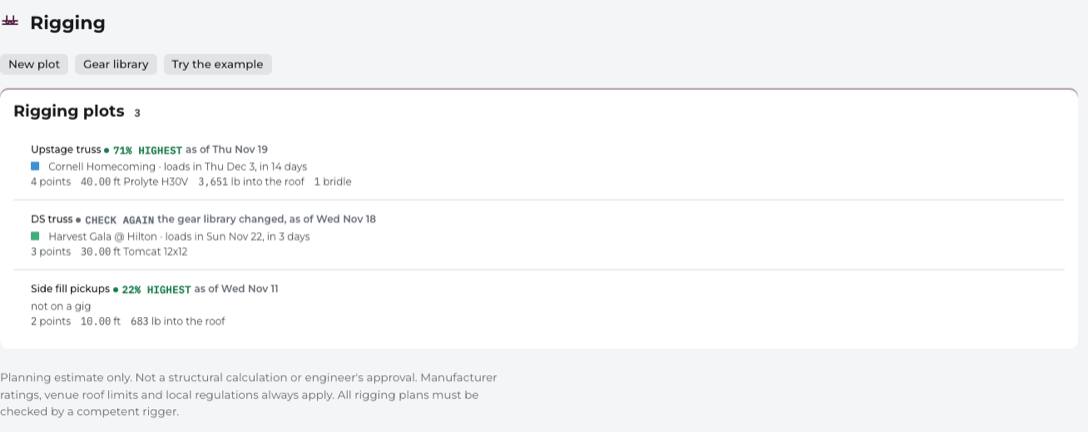 Rigging
New plot Gear library Try the example
Rigging plots 3
Upstage truss • 71% HIGHEST as of Thu Nov 19
Cornell Homecoming · loads in Thu Dec 3, in 14 days
4 points 40.00 ft Prolyte H30V 3,651 lb into the roof 1 bridle
DS truss • CHECK AGAIN the gear library changed, as of Wed Nov 18
Harvest Gala @ Hilton · loads in Sun Nov 22, in 3 days
3 points 30.00 ft Tomcat 12x12
Side fill pickups • 22% HIGHEST as of Wed Nov 11
not on a gig
2 points 10.00 ft 683 lb into the roof
Planning estimate only. Not a structural calculation or engineer's approval. Manufacturer
ratings, venue roof limits and local regulations always apply. All rigging plans must be
checked by a competent rigger.